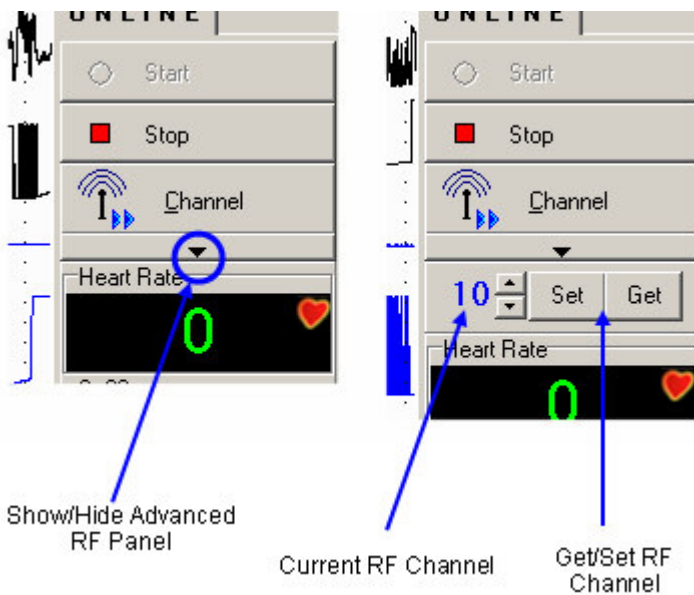 ONLINE
Start
Stop
Channel
Heart Rate
0
Show/Hide Advanced
RF Panel
ONLINE
Start
Stop
Channel
10
Set Get
Heart Rate
0
Current RF Channel
Get/Set RF
Channel